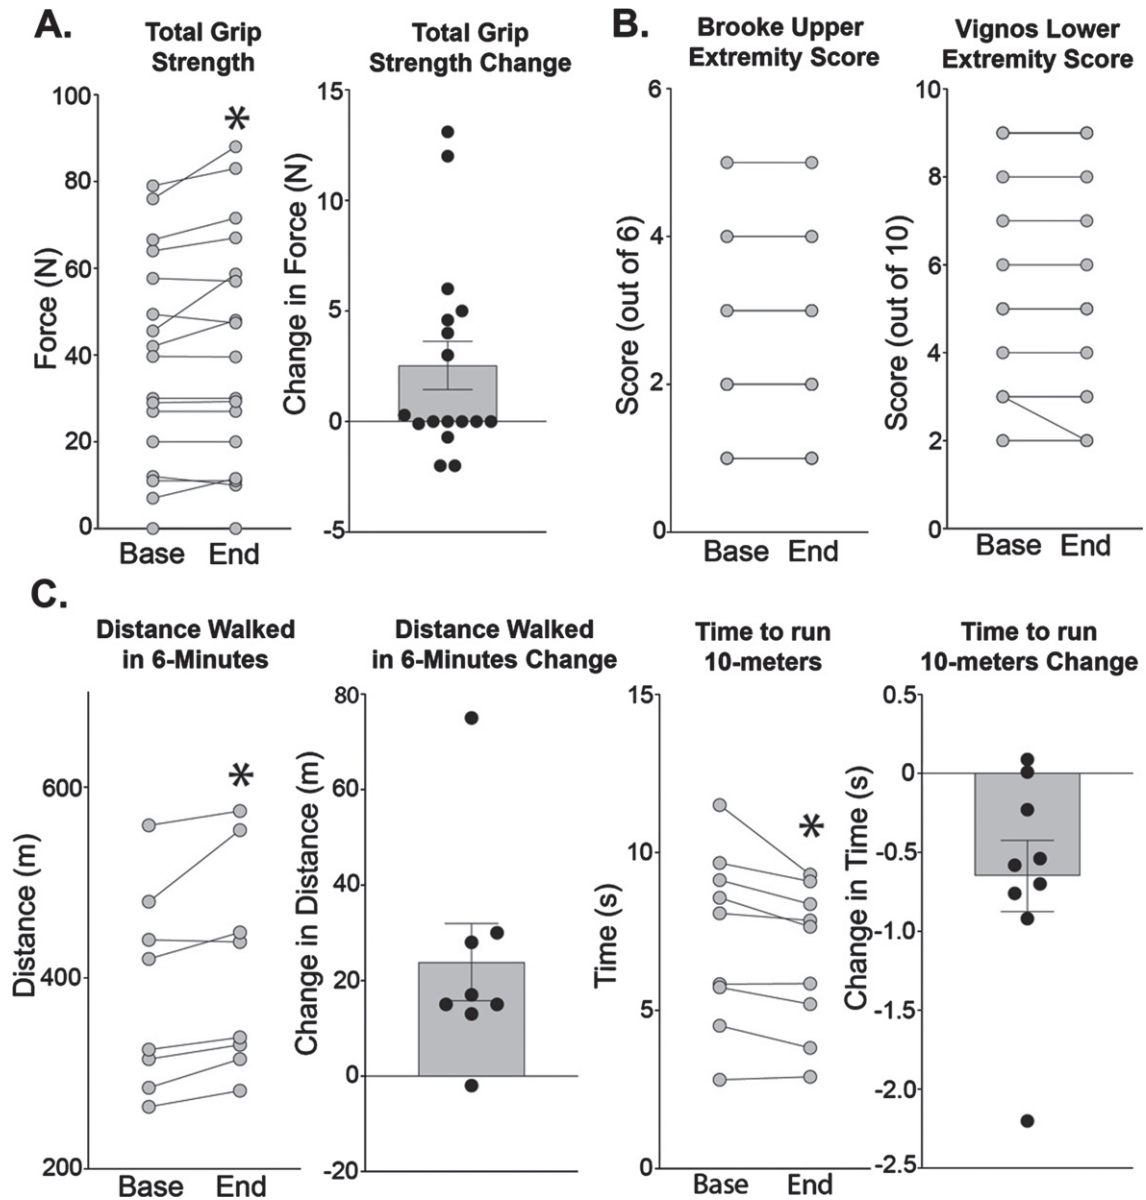 A.
Total Grip
Strength
Force (N)
100
80
60
40
20
0
*
Base End
Total Grip
Strength Change
Change in Force (N)
15
10
5
0
-5
B.
Brooke Upper
Extremity Score
Score (out of 6)
6
4
2
0
Base End
Vignos Lower
Extremity Score
Score (out of 10)
10
8
6
4
2
0
Base End
C.
Distance Walked
in 6-Minutes
Distance (m)
600
400
200
*
Base End
Distance Walked
in 6-Minutes Change
Change in Distance (m)
80
60
40
20
0
-20
Time to run
10-meters
Time (s)
15
10
5
0
*
Base End
Time to run
10-meters Change
Change in Time (s)
0.5
0
-0.5
-1.0
-1.5
-2.0
-2.5